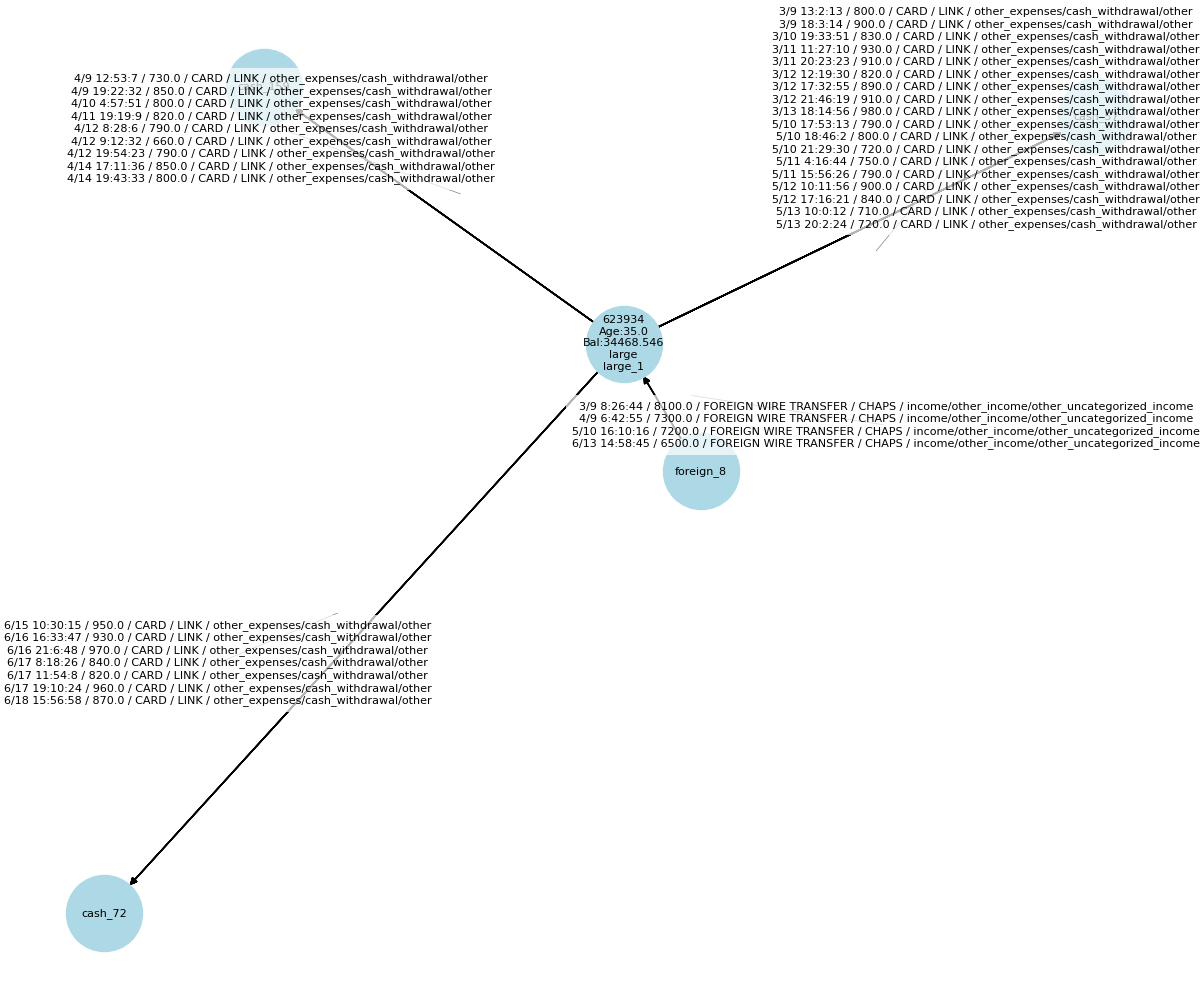 3/9 13:2:13 / 800.0 / CARD / LINK / other_expenses/cash_withdrawal/other
3/9 18:3:14 / 900.0 / CARD / LINK / other_expenses/cash_withdrawal/other
3/10 19:33:51 / 830.0 / CARD / LINK / other_expenses/cash_withdrawal/other
3/11 11:27:10 / 930.0 / CARD / LINK / other_expenses/cash_withdrawal/other
3/11 20:23:23 / 910.0 / CARD / LINK / other_expenses/cash_withdrawal/other
3/12 12:19:30 / 820.0 / CARD / LINK / other_expenses/cash_withdrawal/other
3/12 17:32:55 / 890.0 / CARD / LINK / other_expenses/cash_withdrawal/other
3/12 21:46:19 / 910.0 / CARD / LINK / other_expenses/cash_withdrawal/other
3/13 18:14:56 / 980.0 / CARD / LINK / other_expenses/cash_withdrawal/other
5/10 17:53:13 / 790.0 / CARD / LINK / other_expenses/cash_withdrawal/other
5/10 18:46:2 / 800.0 / CARD / LINK / other_expenses/cash_withdrawal/other
5/10 21:29:30 / 720.0 / CARD / LINK / other_expenses/cash_withdrawal/other
5/11 4:16:44 / 750.0 / CARD / LINK / other_expenses/cash_withdrawal/other
5/11 15:56:26 / 790.0 / CARD / LINK / other_expenses/cash_withdrawal/other
5/12 10:11:56 / 900.0 / CARD / LINK / other_expenses/cash_withdrawal/other
5/12 17:16:21 / 840.0 / CARD / LINK / other_expenses/cash_withdrawal/other
5/13 10:0:12 / 710.0 / CARD / LINK / other_expenses/cash_withdrawal/other
5/13 20:2:24 / 720.0 / CARD / LINK / other_expenses/cash_withdrawal/other
4/9 12:53:7 / 730.0 / CARD / LINK / other_expenses/cash_withdrawal/other
4/9 19:22:32 / 850.0 / CARD / LINK / other_expenses/cash_withdrawal/other
4/10 4:57:51 / 800.0 / CARD / LINK / other_expenses/cash_withdrawal/other
4/11 19:19:9 / 820.0 / CARD / LINK / other_expenses/cash_withdrawal/other
4/12 8:28:6 / 790.0 / CARD / LINK / other_expenses/cash_withdrawal/other
4/12 9:12:32 / 660.0 / CARD / LINK / other_expenses/cash_withdrawal/other
4/12 19:54:23 / 790.0 / CARD / LINK / other_expenses/cash_withdrawal/other
4/14 17:11:36 / 850.0 / CARD / LINK / other_expenses/cash_withdrawal/other
4/14 19:43:33 / 800.0 / CARD / LINK / other_expenses/cash_withdrawal/other
623934
Age:35.0
Bal:34468.546
large
large_1
3/9 8:26:44 / 8100.0 / FOREIGN WIRE TRANSFER / CHAPS / income/other_income/other_uncategorized_income
4/9 6:42:55 / 7300.0 / FOREIGN WIRE TRANSFER / CHAPS / income/other_income/other_uncategorized_income
5/10 16:10:16 / 7200.0 / FOREIGN WIRE TRANSFER / CHAPS / income/other_income/other_uncategorized_income
6/13 14:58:45 / 6500.0 / FOREIGN WIRE TRANSFER / CHAPS / income/other_income/other_uncategorized_income
foreign_8
6/15 10:30:15 / 950.0 / CARD / LINK / other_expenses/cash_withdrawal/other
6/16 16:33:47 / 930.0 / CARD / LINK / other_expenses/cash_withdrawal/other
6/16 21:6:48 / 970.0 / CARD / LINK / other_expenses/cash_withdrawal/other
6/17 8:18:26 / 840.0 / CARD / LINK / other_expenses/cash_withdrawal/other
6/17 11:54:8 / 820.0 / CARD / LINK / other_expenses/cash_withdrawal/other
6/17 19:10:24 / 960.0 / CARD / LINK / other_expenses/cash_withdrawal/other
6/18 15:56:58 / 870.0 / CARD / LINK / other_expenses/cash_withdrawal/other
cash_72